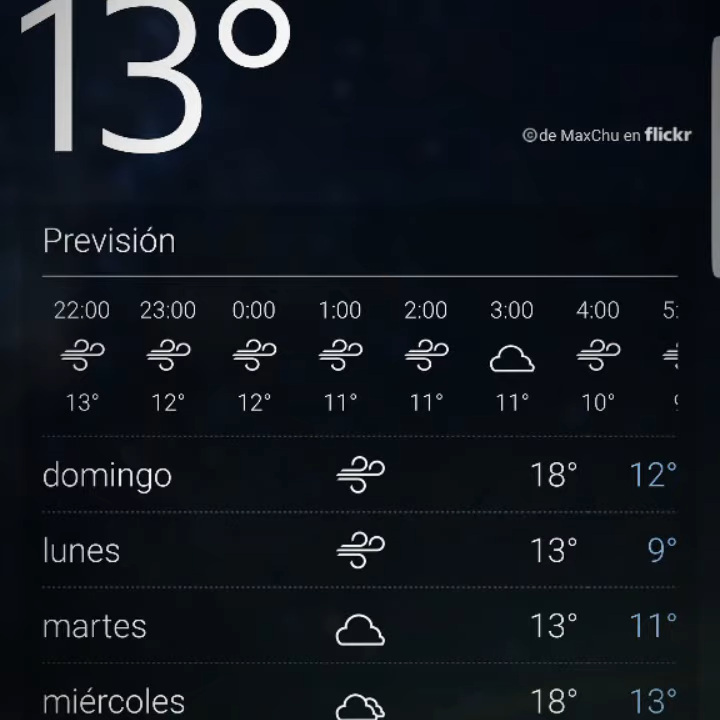 13°
©de MaxChu en flickr
Previsión
22:00 23:00 0:00 1:00 2:00 3:00 4:00
13° 12° 12° 11° 11° 11° 10°
domingo 18° 12°
lunes 13° 9°
martes 13° 11°
miércoles 18° 13°